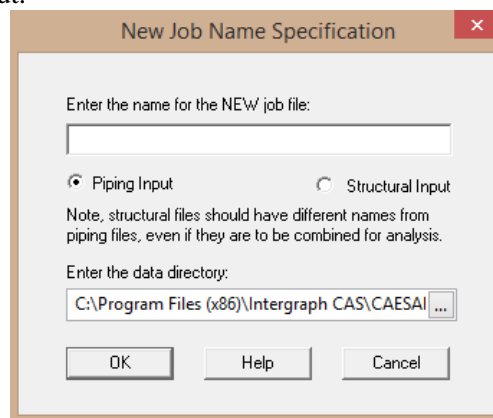 New Job Name Specification
Enter the name for the NEW job file:
Piping Input Structural Input
Note, structural files should have different names from
piping files, even if they are to be combined for analysis.
Enter the data directory:
C:\Program Files (x86)\Intergraph CAS\CAESAI ...
OK Help Cancel